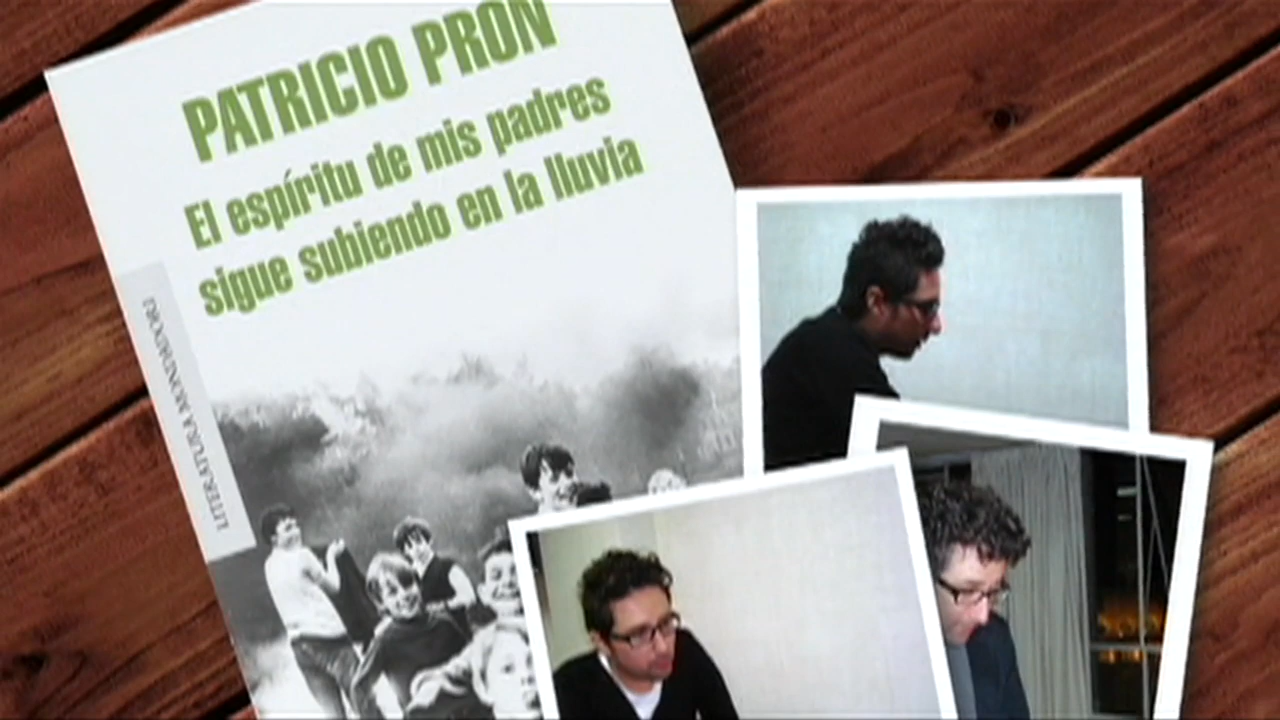 PATRICIO PRON
El espíritu de mis padres
sigue subiendo en la lluvia
LITERATURA MONDADORI